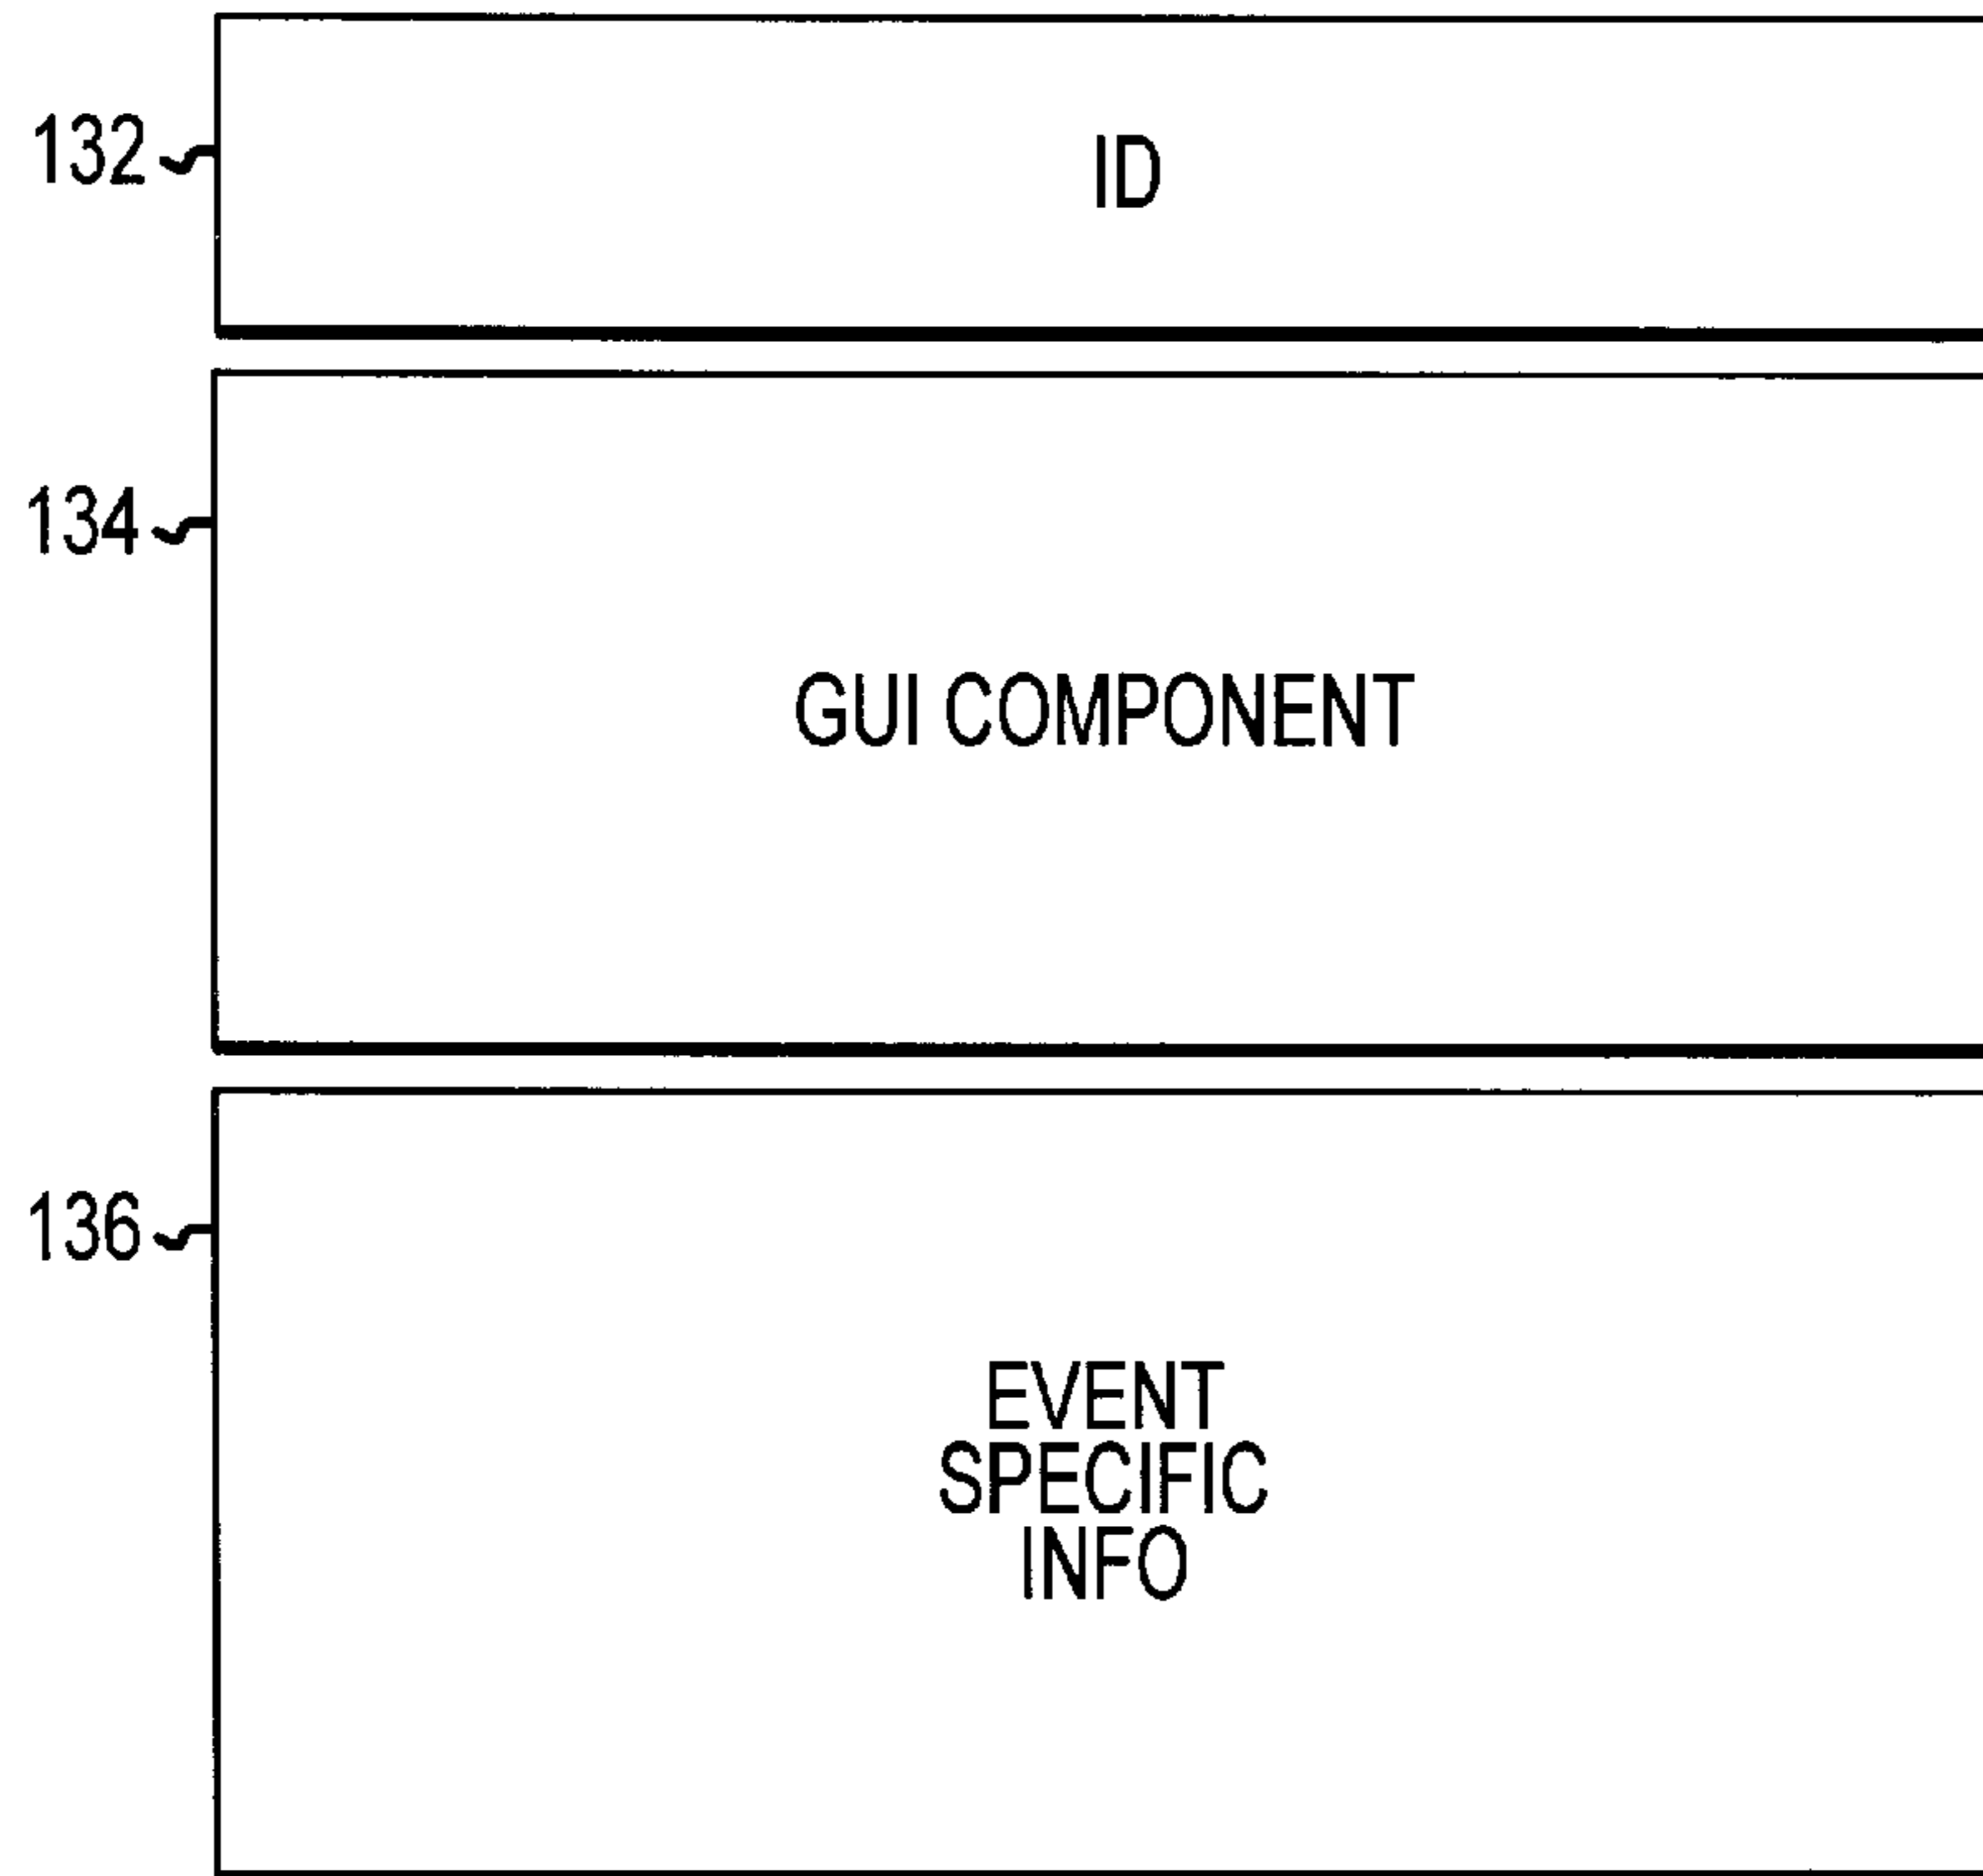 132
ID
134
GUI COMPONENT
136
EVENT
SPECIFIC
INFO